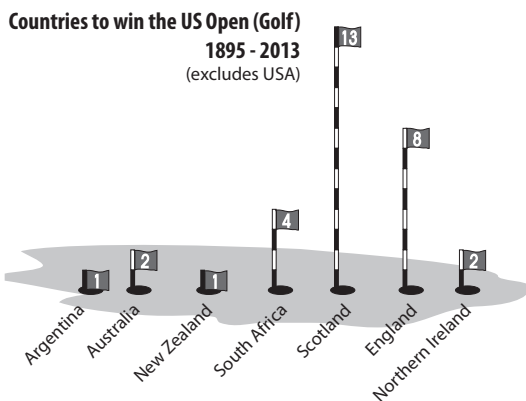 Countries to win the US Open (Golf)
1895 - 2013
(excludes USA)
13
8
4
2
2
1
1
Argentina
Australia
New Zealand
South Africa
Scotland
England
Northern Ireland